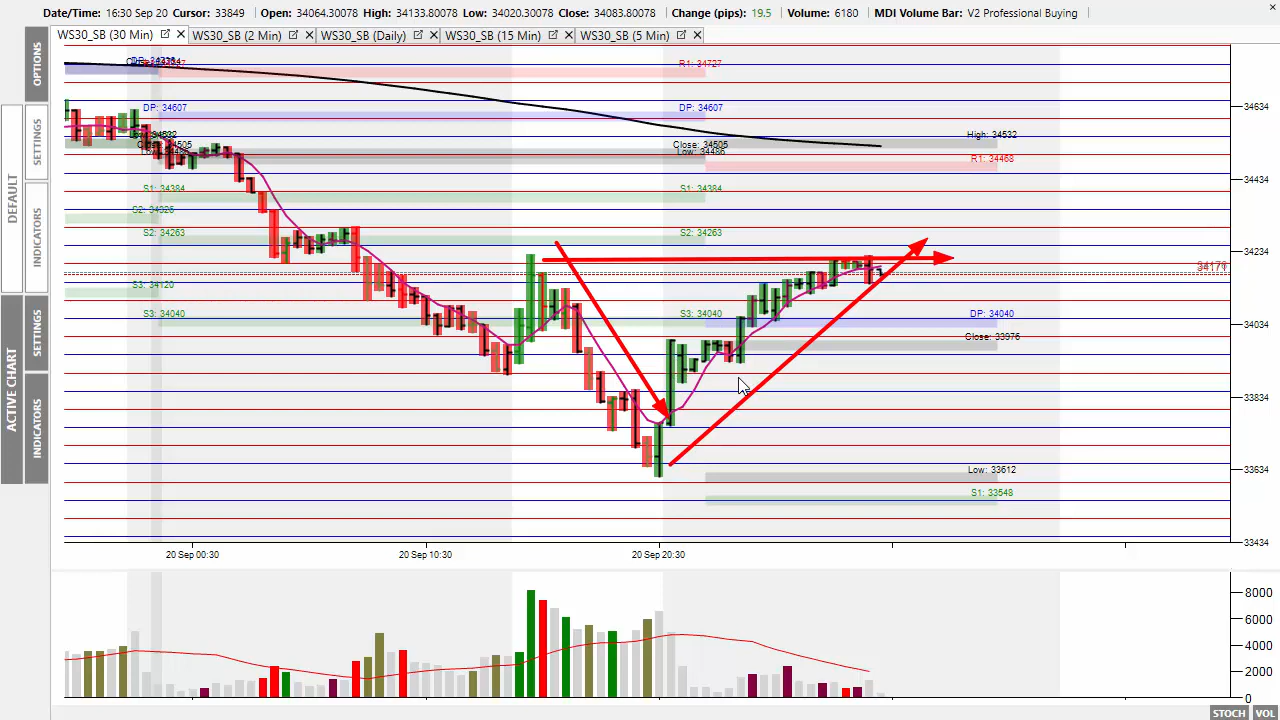 Date/Time: 16:30 Sep 20 Cursor: 33849 Open: 34064.30078 High: 34133.80078 Low: 34020.30078 Close: 34083.80078 Change (pips): 19.5 Volume: 6180 MDI Volume Bar: V2 Professional Buying
WS30_SB (30 Min) WS30_SB (2 Min) WS30_SB (Daily) WS30_SB (15 Min) WS30_SB (5 Min)
OPTIONS
SETTINGS
INDICATORS
DEFAULT
SETTINGS
INDICATORS
ACTIVE CHART
R1: 34727
DP: 34607 DP: 34607
34634
High: 34532
Close: 34505 Close: 34505
Low: 34486
R1: 34468
34434
S1: 34384 S1: 34384
S2: 34326
S2: 34263 S2: 34263
34234
34170
S3: 34120
S3: 34040 S3: 34040 DP: 34040
34034
Close: 33976
33834
Low: 33612
33634
S1: 33548
33434
20 Sep 00:30 20 Sep 10:30 20 Sep 20:30
8000
6000
4000
2000
0
STOCH VOL